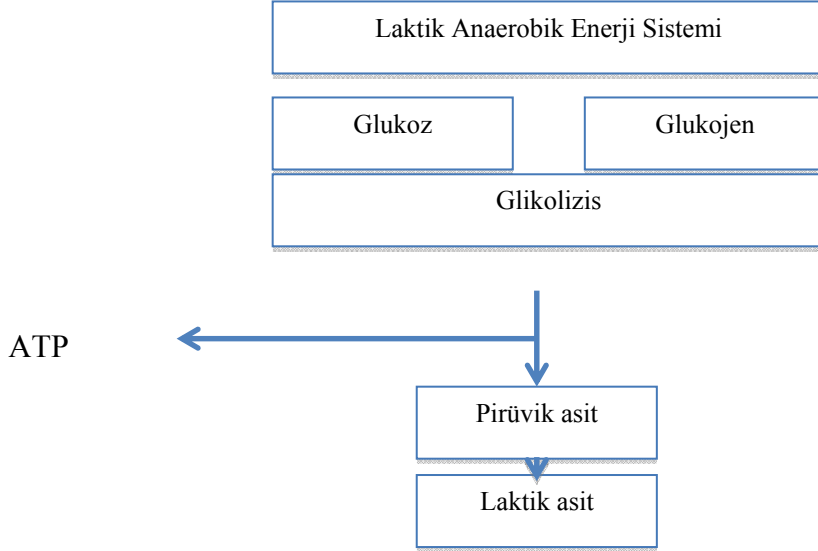 Laktik Anaerobik Enerji Sistemi
Glukoz
Glukojen
Glikolizis
ATP
Pirüvik asit
Laktik asit